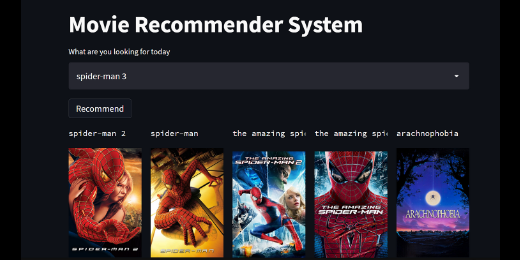 Movie Recommender System
What are you looking for today
spider-man 3
Recommend
spider-man 2
spider-man
the amazing spi
the amazing spi
arachnophobia
SPIDER-MAN 2
SPIDER-MAN
THE AMAZING
SPIDER-MAN 2
THE AMAZING
SPIDER-MAN
ARACHNOPHOBIA